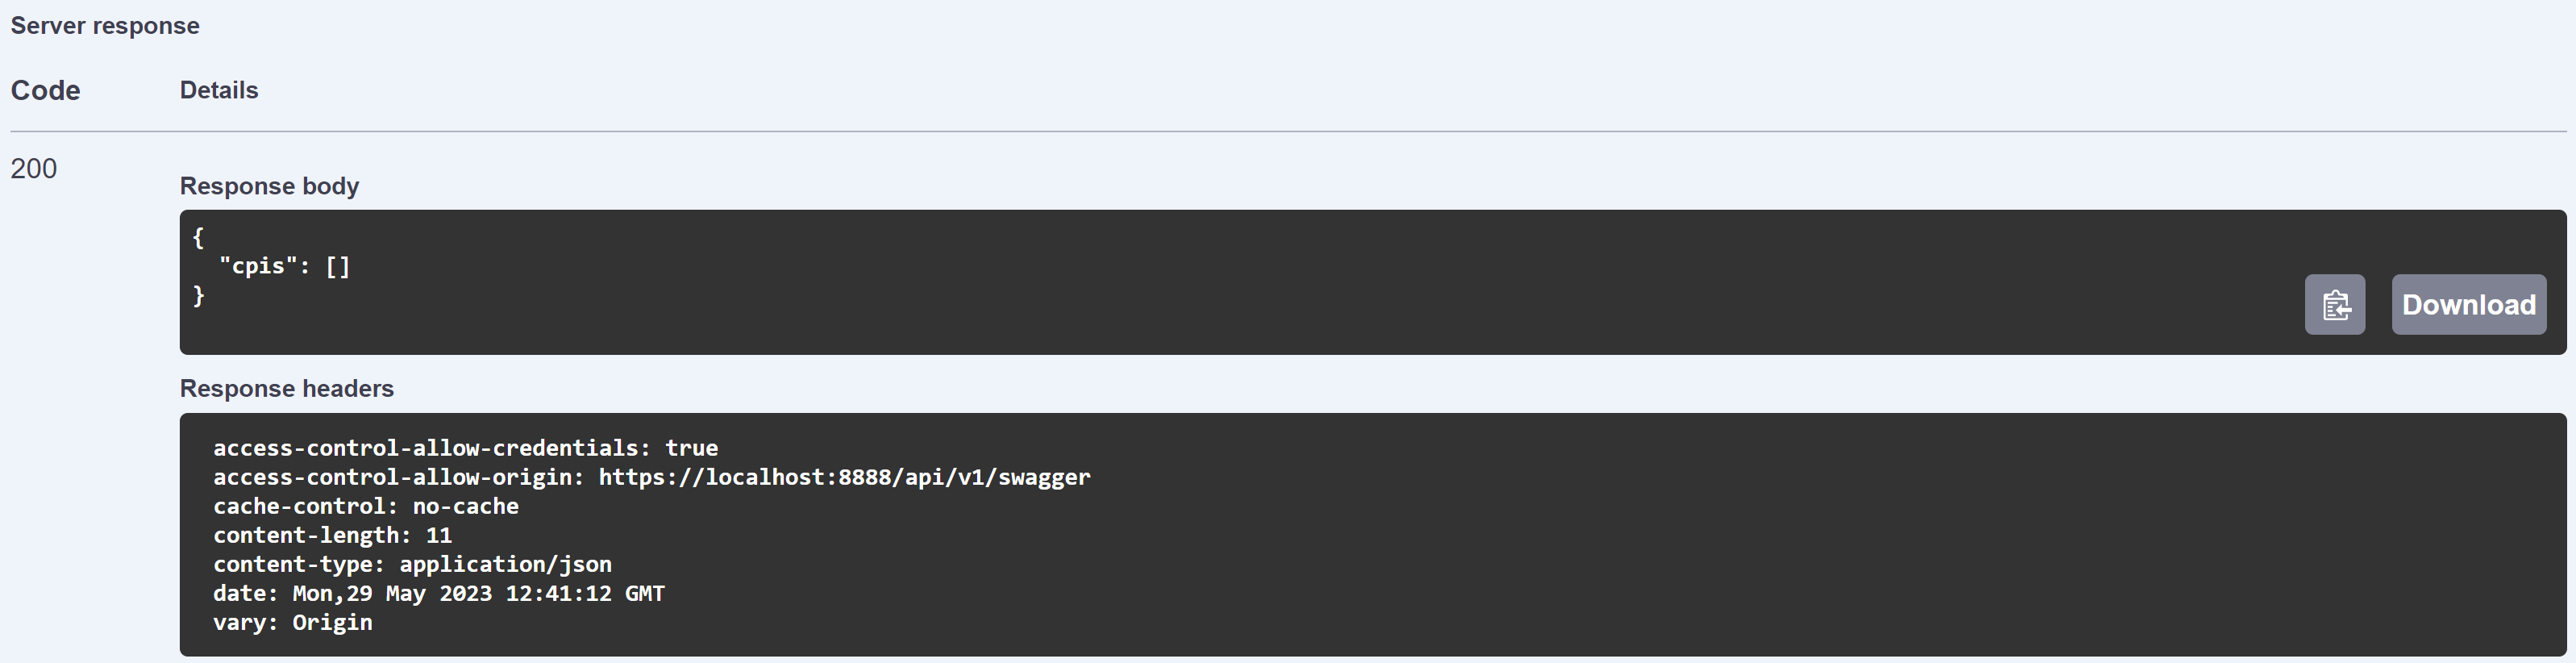 Server response
Code Details
200
Response body
{
"cpis": []
}
Download
Response headers
access-control-allow-credentials: true
access-control-allow-origin: https://localhost:8888/api/v1/swagger
cache-control: no-cache
content-length: 11
content-type: application/json
date: Mon,29 May 2023 12:41:12 GMT
vary: Origin